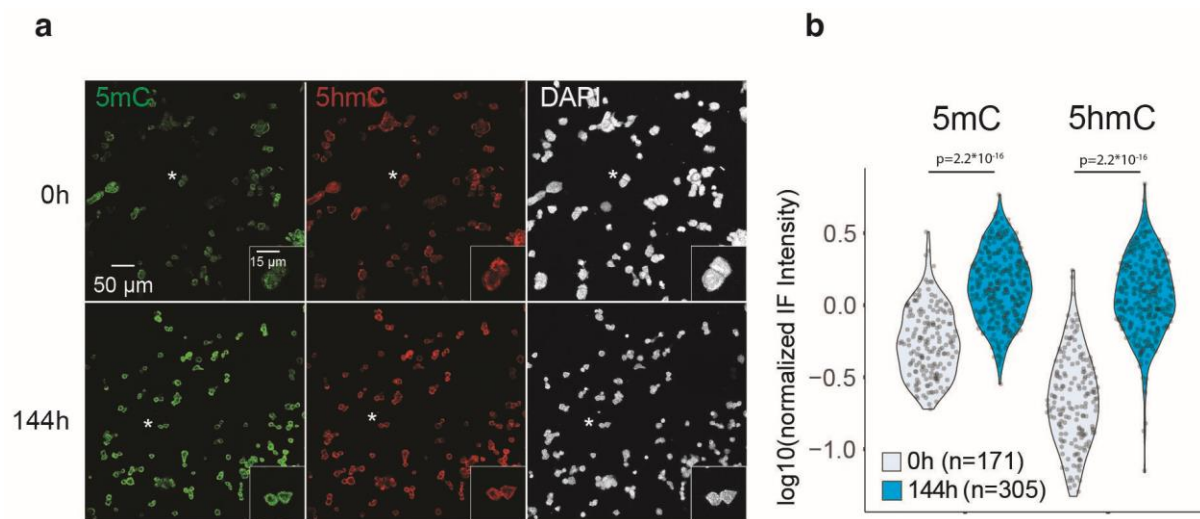 a
5mC
5hmC
DAPI
0h
50 µm
15 µm
144h
*
*
*
*
*
*
b
5mC
5hmC
p=2.2*10⁻¹⁶
p=2.2*10⁻¹⁶
log10(normalized IF Intensity)
0.5
0.0
−0.5
−1.0
0h (n=171)
144h (n=305)